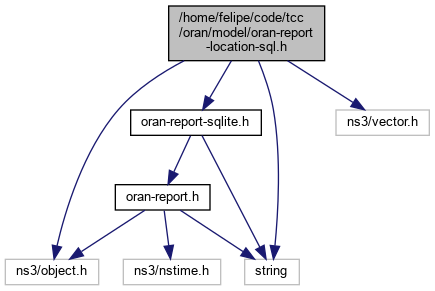 /home/felipe/code/tcc
/oran/model/oran-report
-location-sql.h
oran-report-sqlite.h
ns3/vector.h
oran-report.h
ns3/object.h
ns3/nstime.h
string